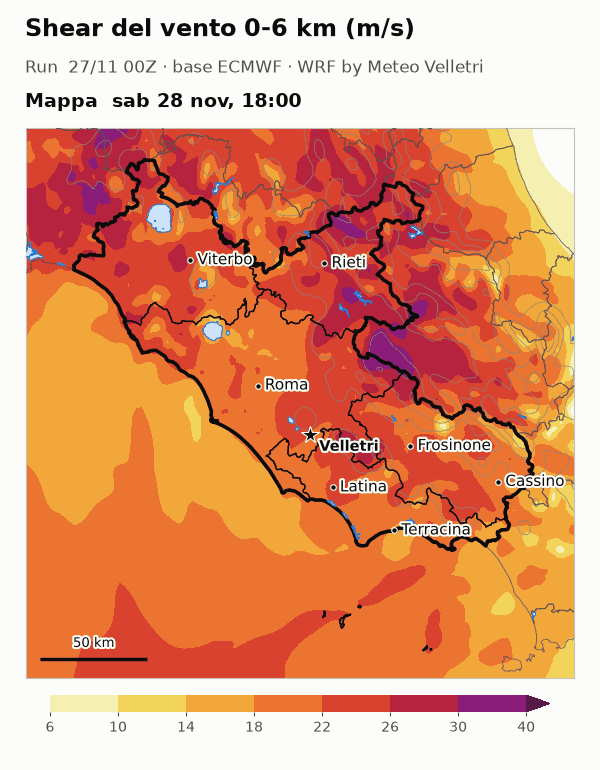 Shear del vento 0-6 km (m/s)
Run  27/11 00Z · base ECMWF · WRF by Meteo Velletri
Mappa  sab 28 nov, 18:00
Viterbo
Rieti
Roma
Velletri
Frosinone
Latina
Cassino
Terracina
50 km
6 10 14 18 22 26 30 40